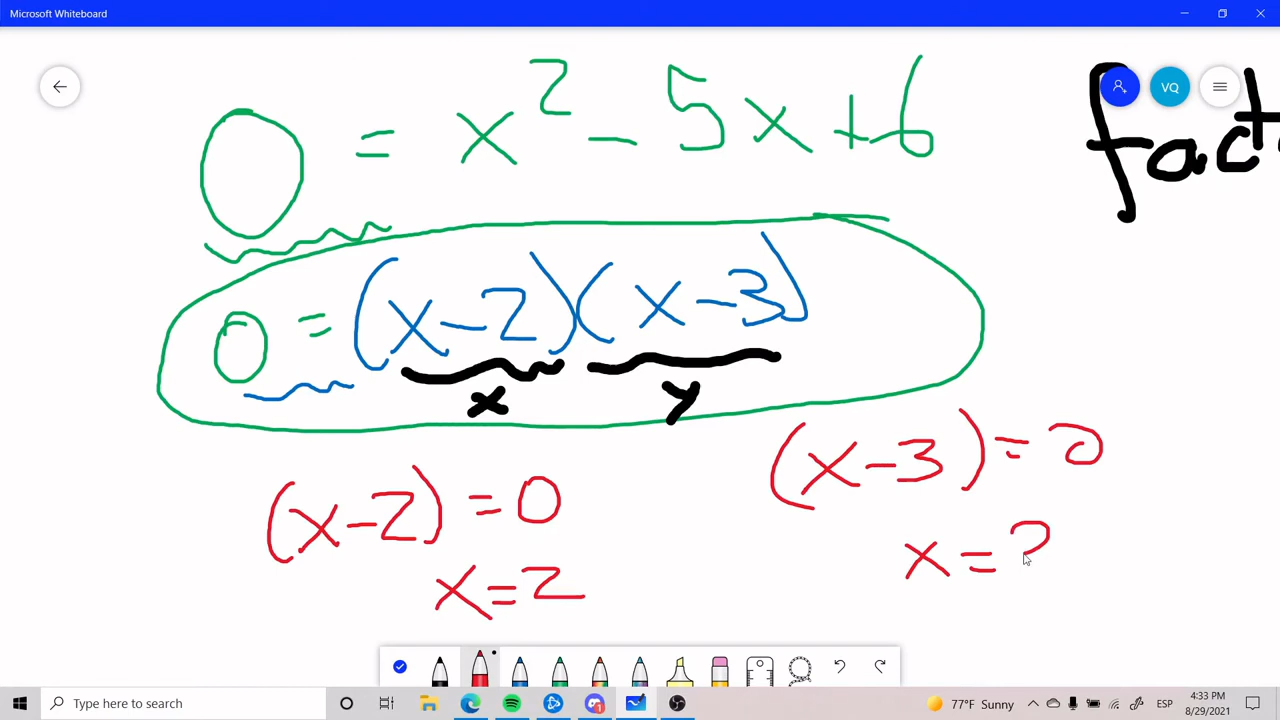 Microsoft Whiteboard
VQ
0 = x² - 5x + 6
fact
0 = (x-2)(x-3)
x y
(x-3) = 0
(x-2) = 0
x = 2
Type here to search
77°F Sunny
ESP
4:33 PM
8/29/2021